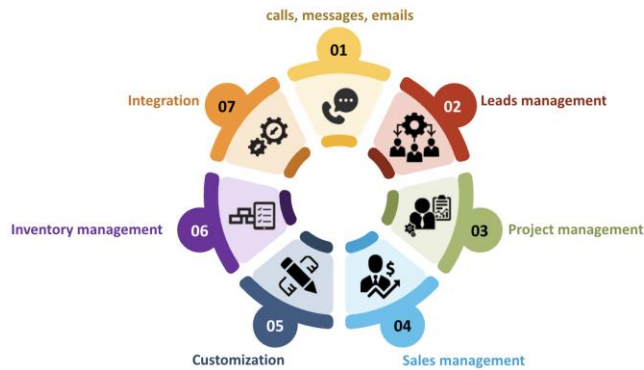 calls, messages, emails
01
02
Leads management
03
Project management
04
Sales management
$
05
Customization
06
Inventory management
07
Integration